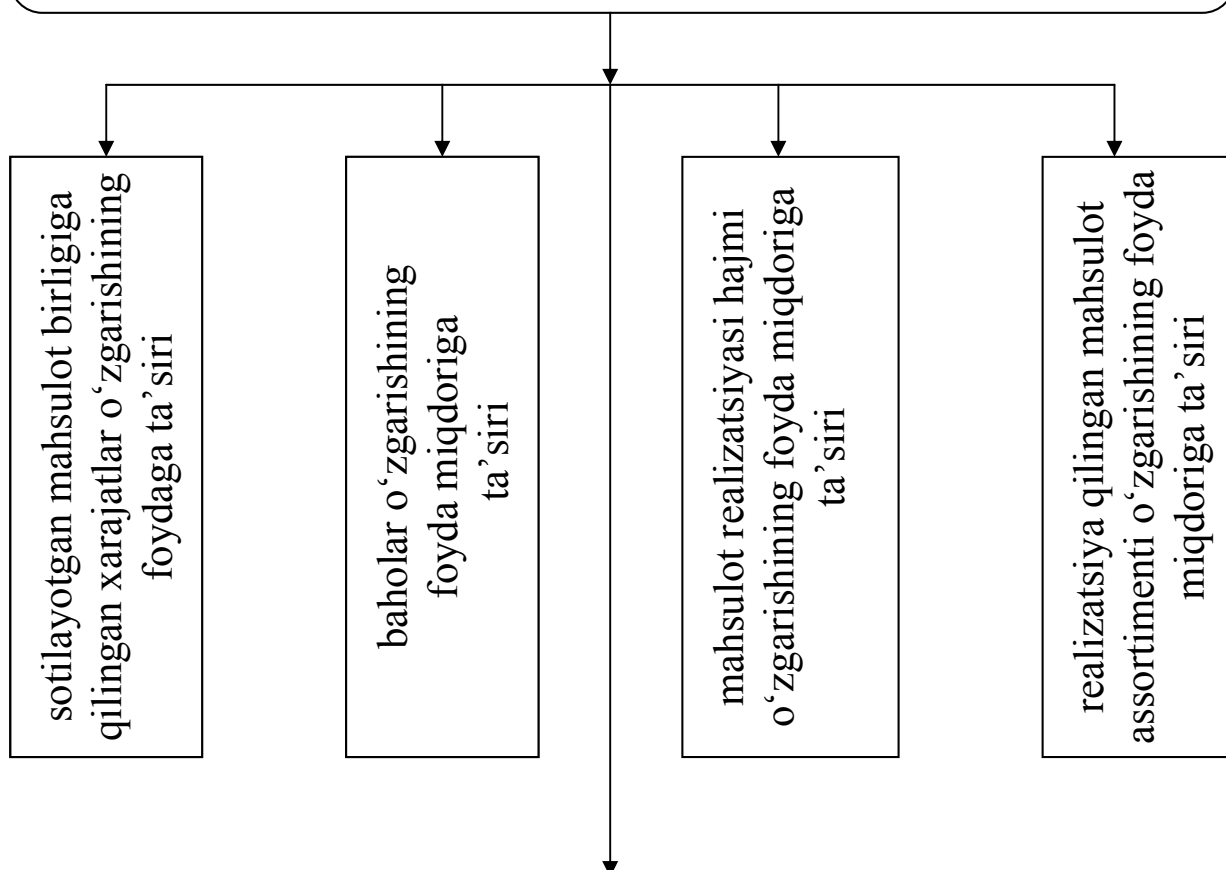 sotilayotgan mahsulot birligiga
qilingan xarajatlar o‘zgarishining
foydaga ta’siri
baholar o‘zgarishining
foyda miqdoriga
ta’siri
mahsulot realizatsiyasi hajmi
o‘zgarishining foyda miqdoriga
ta’siri
realizatsiya qilingan mahsulot
assortimenti o‘zgarishining foyda
miqdoriga ta’siri